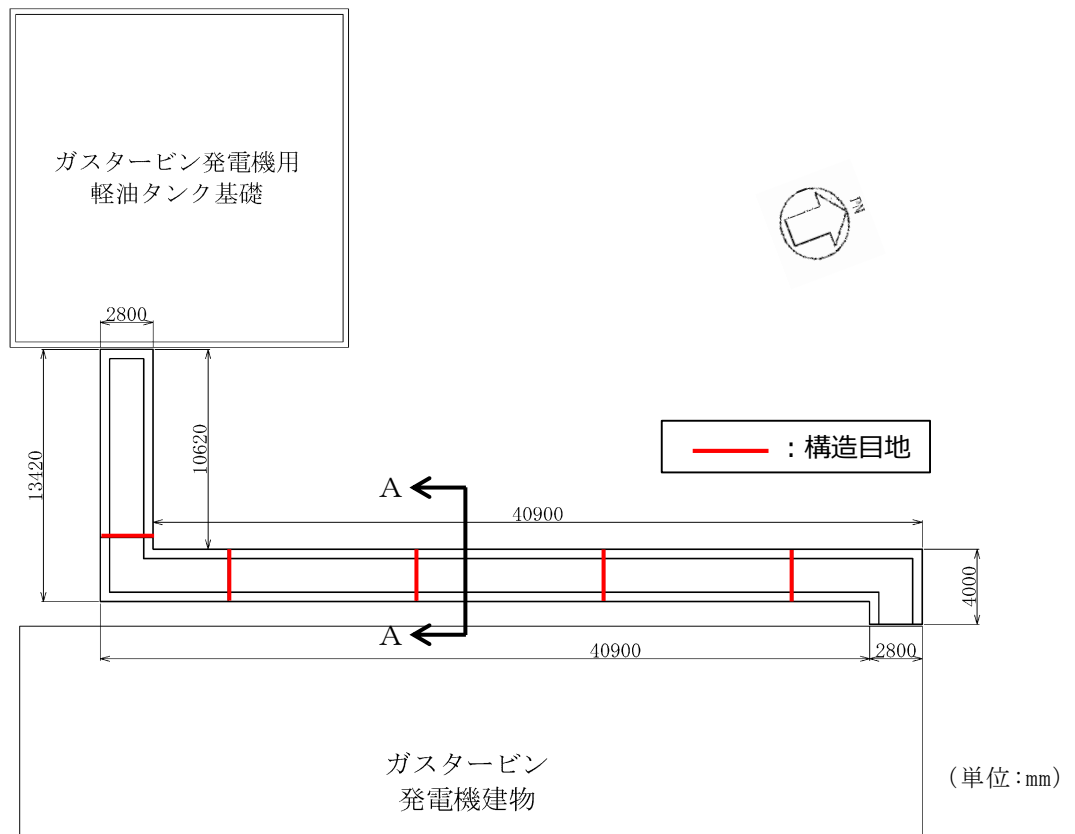 ガスタービン発電機用
軽油タンク基礎
PN
2800
13420
10620
：構造目地
A
40900
4000
A
40900
2800
ガスタービン
発電機建物
(単位:mm)